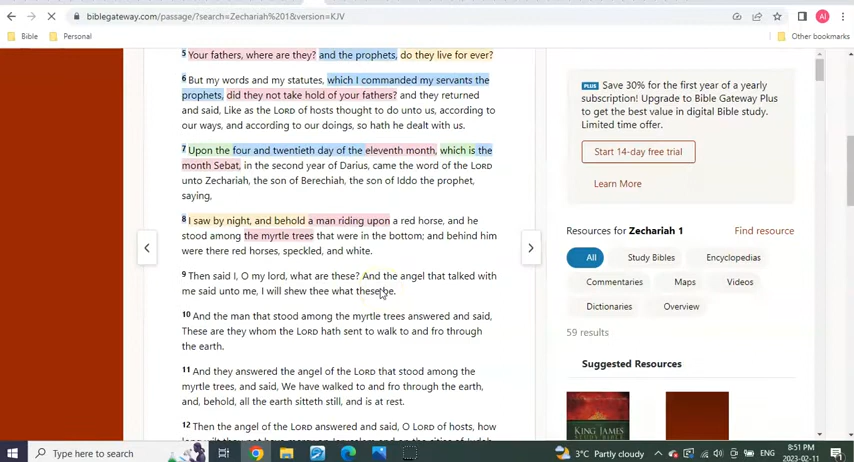 biblegateway.com/passage/?search=Zechariah%201&version=KJV
AI
Bible
Personal
Other bookmarks
5 Your fathers, where are they? and the prophets, do they live for ever?
6 But my words and my statutes, which I commanded my servants the
prophets, did they not take hold of your fathers? and they returned
and said, Like as the LORD of hosts thought to do unto us, according to
our ways, and according to our doings, so hath he dealt with us.
7 Upon the four and twentieth day of the eleventh month, which is the
month Sebat, in the second year of Darius, came the word of the LORD
unto Zechariah, the son of Berechiah, the son of Iddo the prophet,
saying,
8 I saw by night, and behold a man riding upon a red horse, and he
stood among the myrtle trees that were in the bottom; and behind him
were there red horses, speckled, and white.
9 Then said I, O my lord, what are these? And the angel that talked with
me said unto me, I will shew thee what these be.
10 And the man that stood among the myrtle trees answered and said,
These are they whom the LORD hath sent to walk to and fro through
the earth.
11 And they answered the angel of the LORD that stood among the
myrtle trees, and said, We have walked to and fro through the earth,
and, behold, all the earth sitteth still, and is at rest.
12 Then the angel of the LORD answered and said, O LORD of hosts, how
PLUS Save 30% for the first year of a yearly
subscription! Upgrade to Bible Gateway Plus
to get the best value in digital Bible study.
Limited time offer.
Start 14-day free trial
Learn More
Resources for Zechariah 1
Find resource
All
Study Bibles
Encyclopedias
Commentaries
Maps
Videos
Dictionaries
Overview
59 results
Suggested Resources
KING JAMES
Type here to search
3°C Partly cloudy
ENG
8:51 PM
2023-02-11